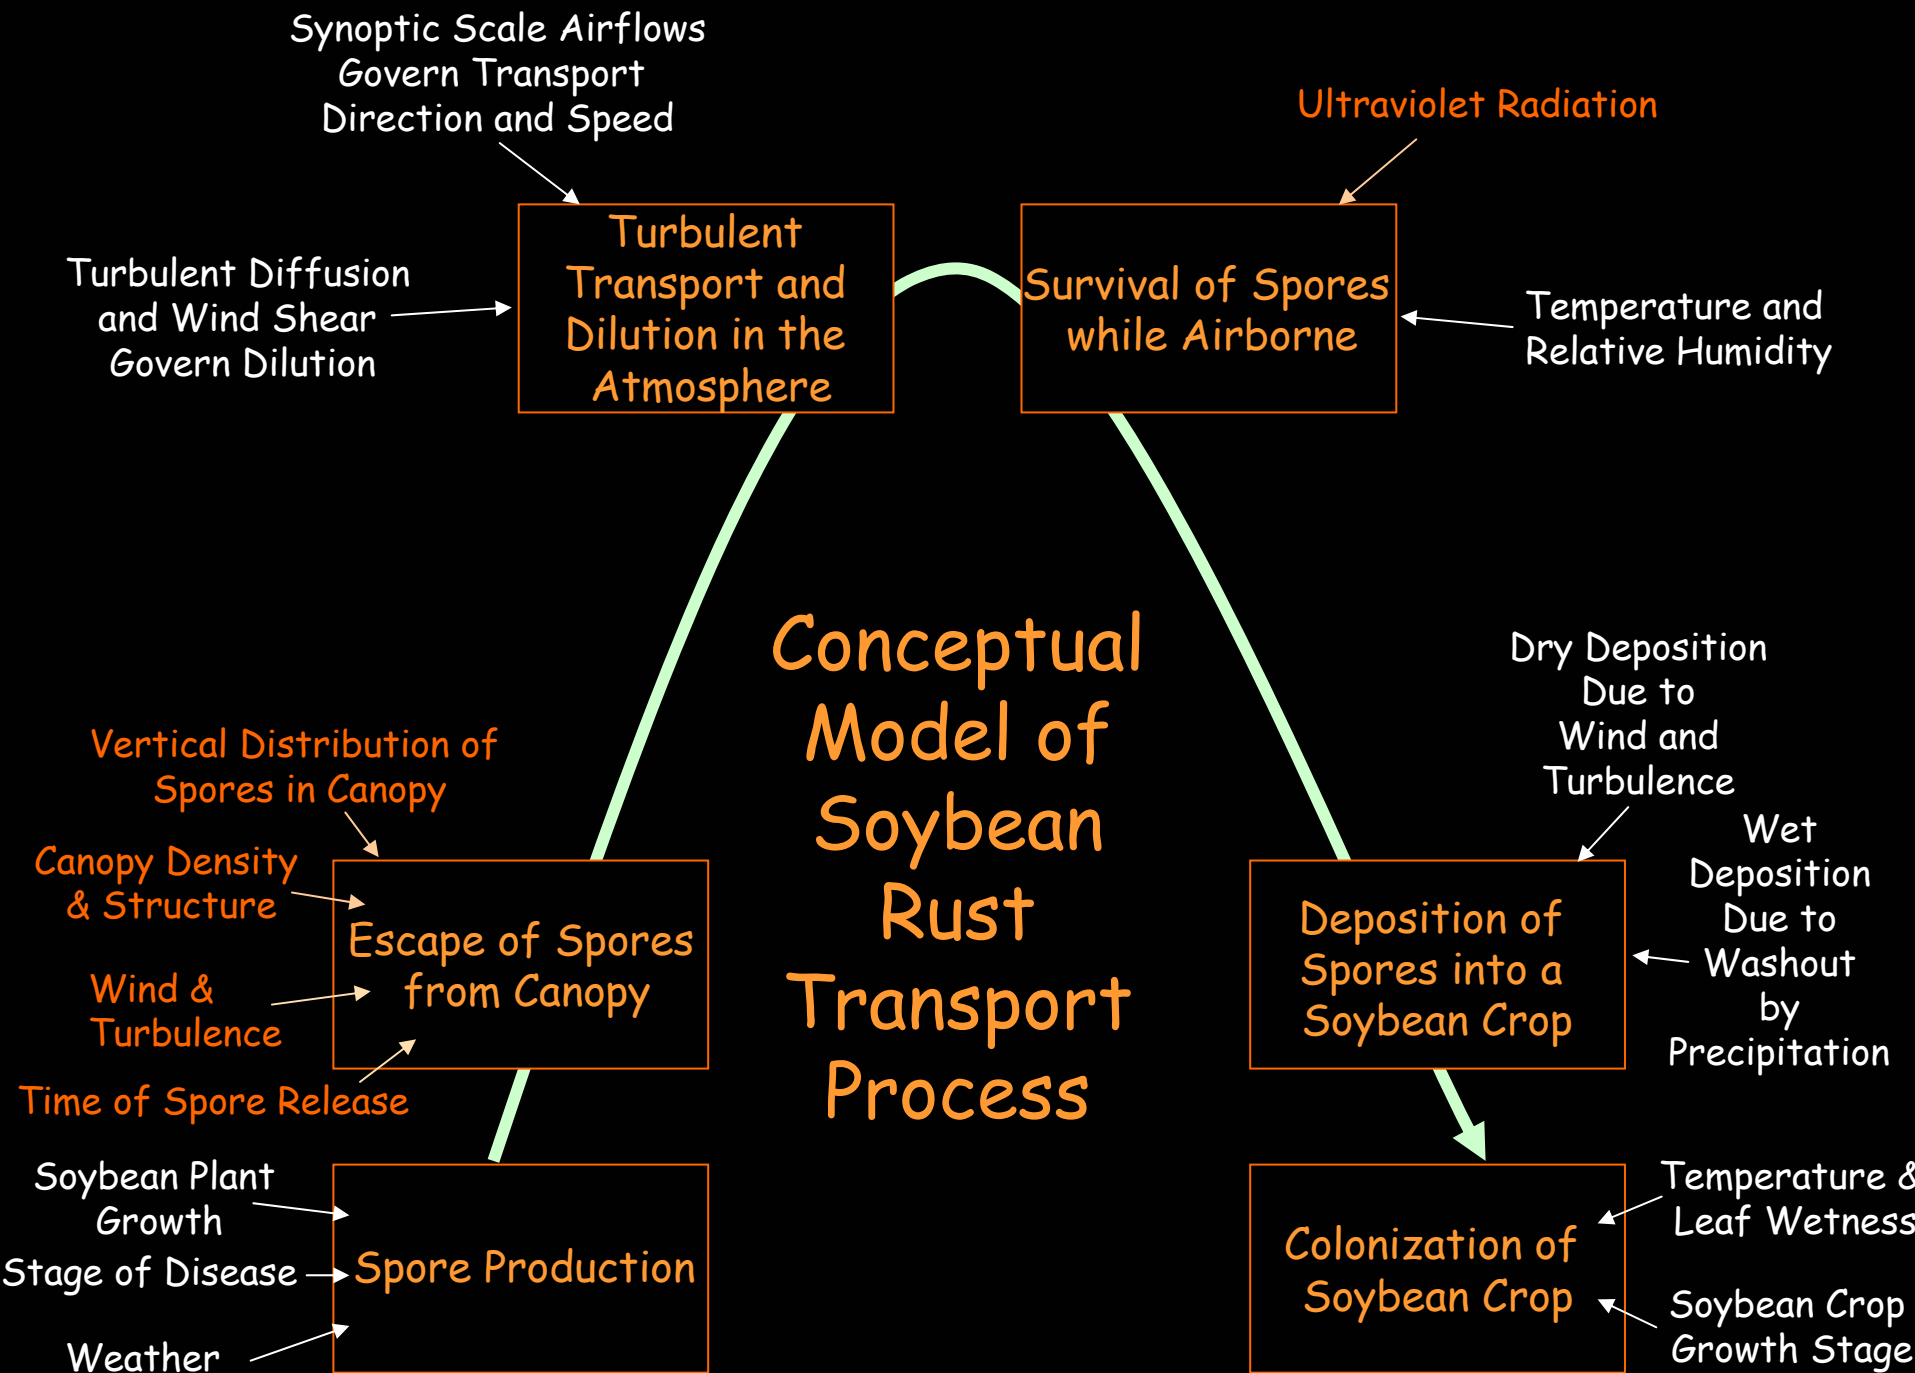 Synoptic Scale Airflows
Govern Transport
Direction and Speed
Ultraviolet Radiation
Turbulent Diffusion
and Wind Shear
Govern Dilution
Turbulent
Transport and
Dilution in the
Atmosphere
Survival of Spores
while Airborne
Temperature and
Relative Humidity
Conceptual
Model of
Soybean
Rust
Transport
Process
Vertical Distribution of
Spores in Canopy
Canopy Density
& Structure
Wind &
Turbulence
Time of Spore Release
Escape of Spores
from Canopy
Dry Deposition
Due to
Wind and
Turbulence
Wet
Deposition
Due to
Washout
by
Precipitation
Deposition of
Spores into a
Soybean Crop
Soybean Plant
Growth
Stage of Disease
Weather
Spore Production
Colonization of
Soybean Crop
Temperature &
Leaf Wetness
Soybean Crop
Growth Stage